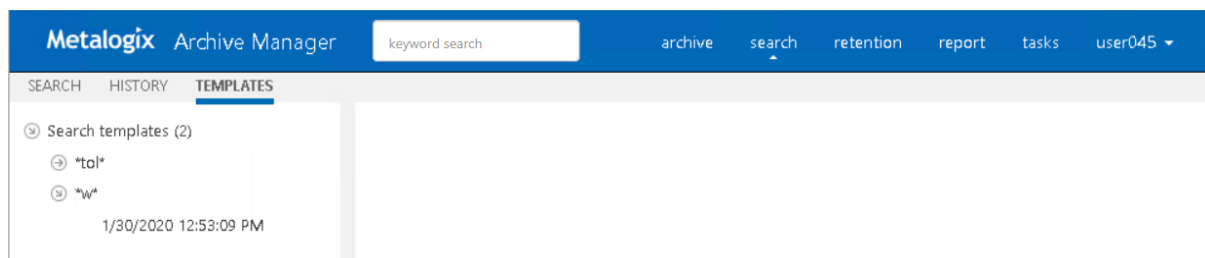 Metalogix Archive Manager keyword search archive search retention report tasks user045
SEARCH HISTORY TEMPLATES
Search templates (2)
*tol*
*w*
1/30/2020 12:53:09 PM